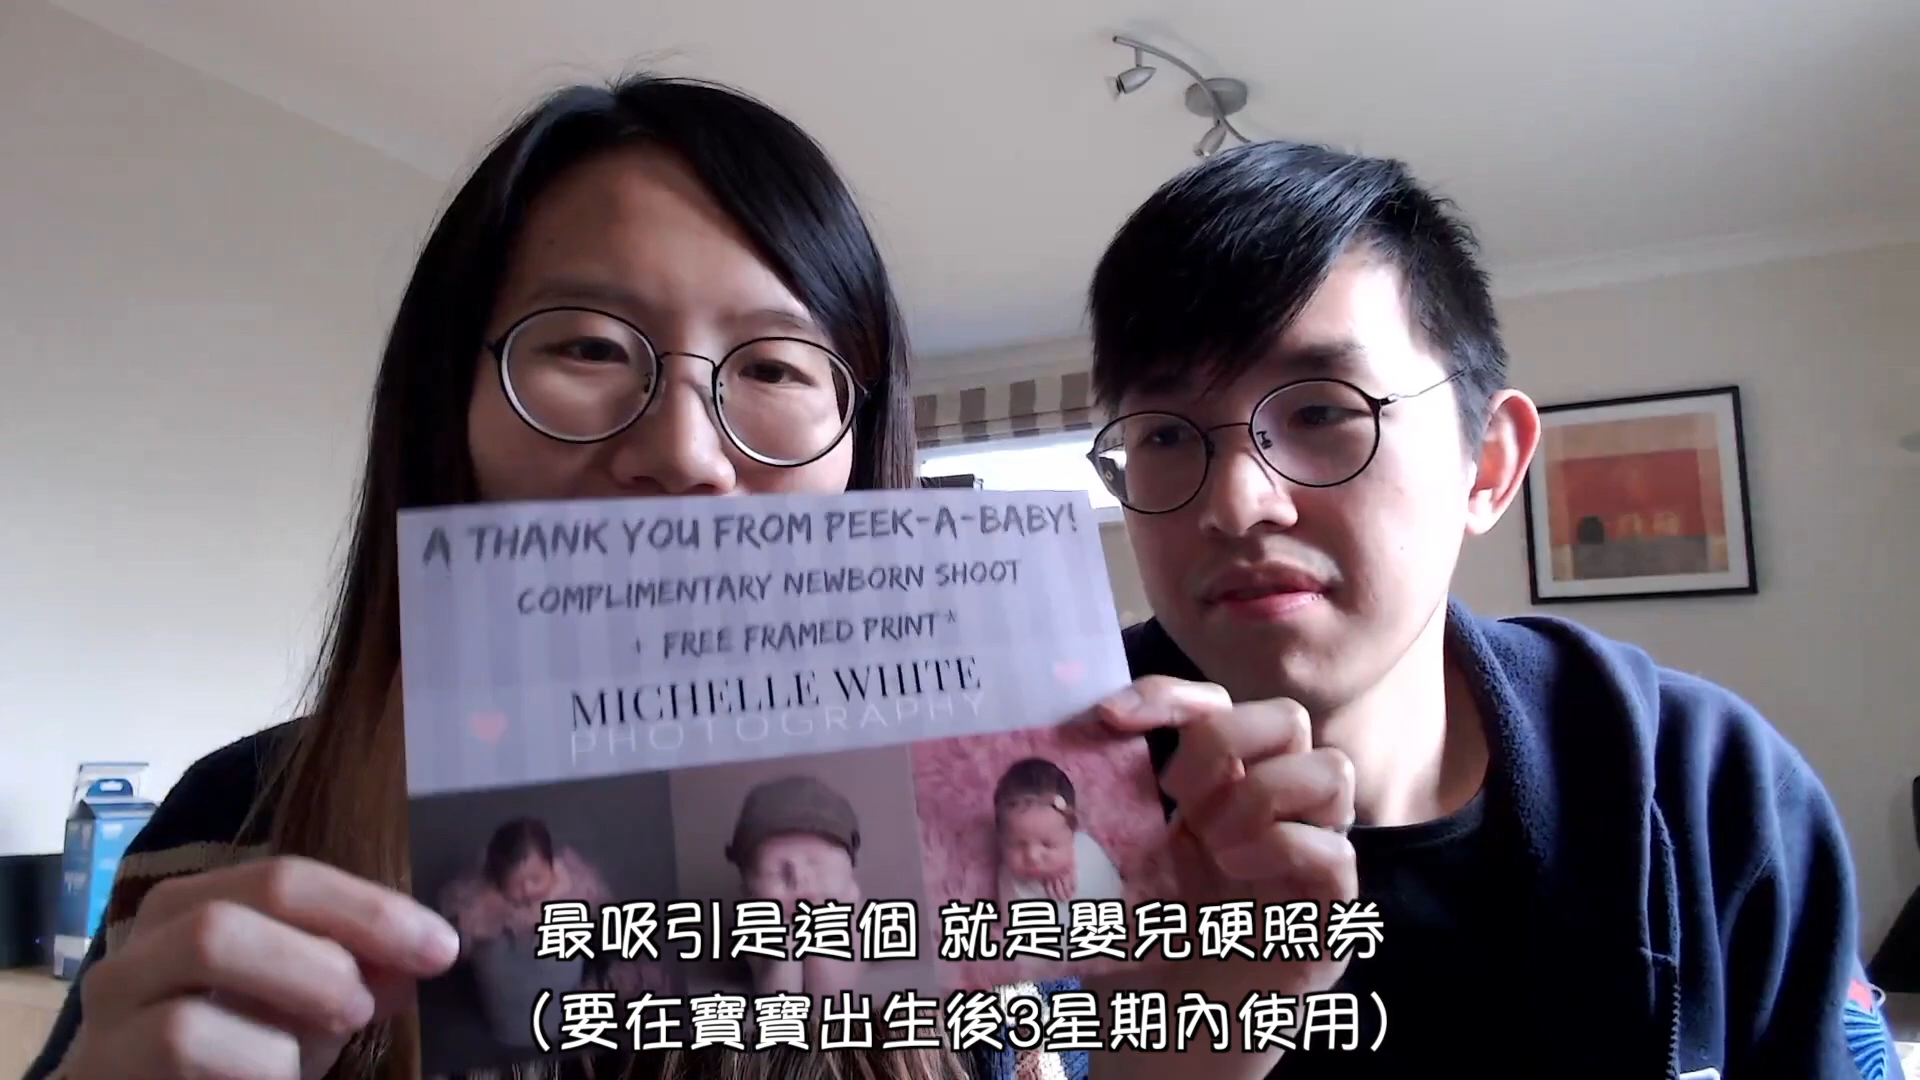 A THANK YOU FROM PEEK-A-BABY!
COMPLIMENTARY NEWBORN SHOOT
+ FREE FRAMED PRINT*
MICHELLE WHITE
PHOTOGRAPHY
最吸引是這個 就是嬰兒硬照券
(要在寶寶出生後3星期內使用)